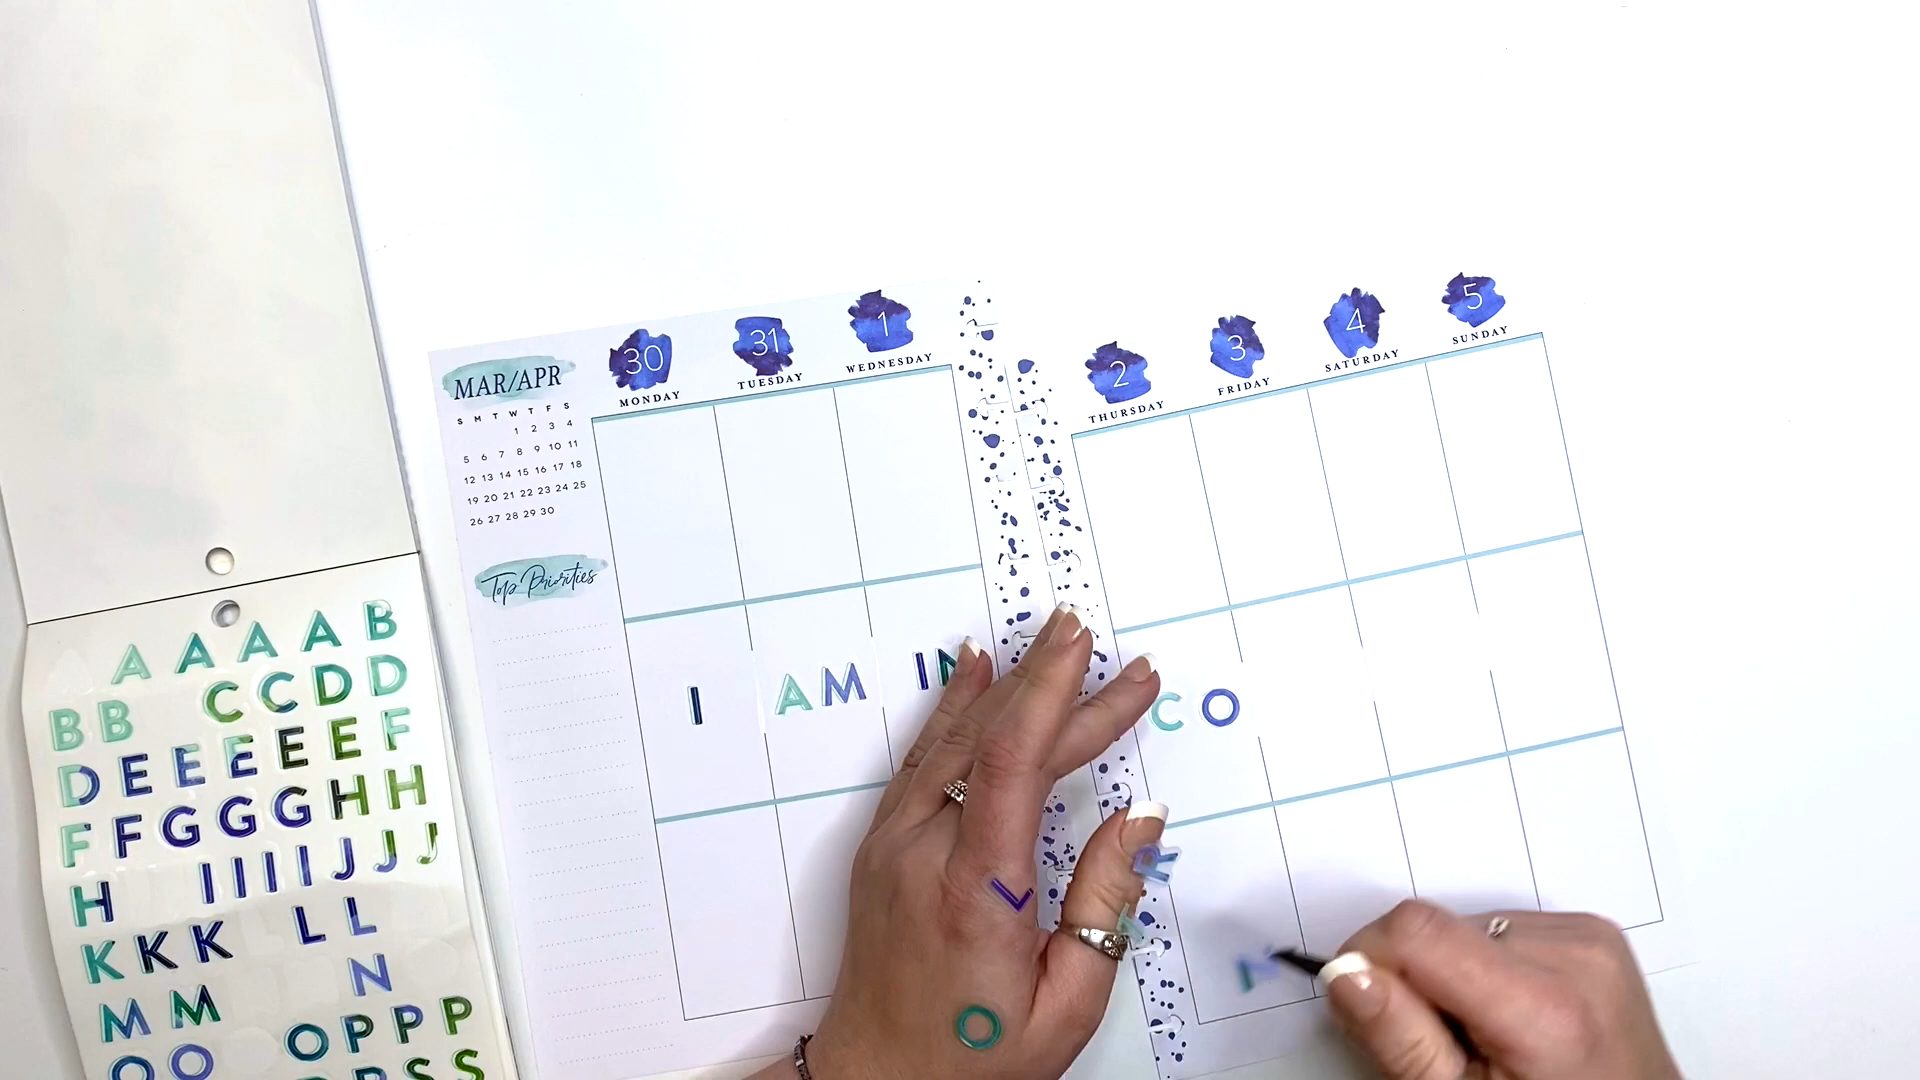 MAR/APR
S M T W T F S
1 2 3 4
5 6 7 8 9 10 11
12 13 14 15 16 17 18
19 20 21 22 23 24 25
26 27 28 29 30
Top Priorities
30 31 1
MONDAY TUESDAY WEDNESDAY
2 3 4 5
THURSDAY FRIDAY SATURDAY SUNDAY
I AM IN CO
L
R
O
N
A A A A B
B B C C D D
D E E E E E F
F F G G G H H
H I I I I J J J
K K K L L
M M N
O O O P P P
R S S